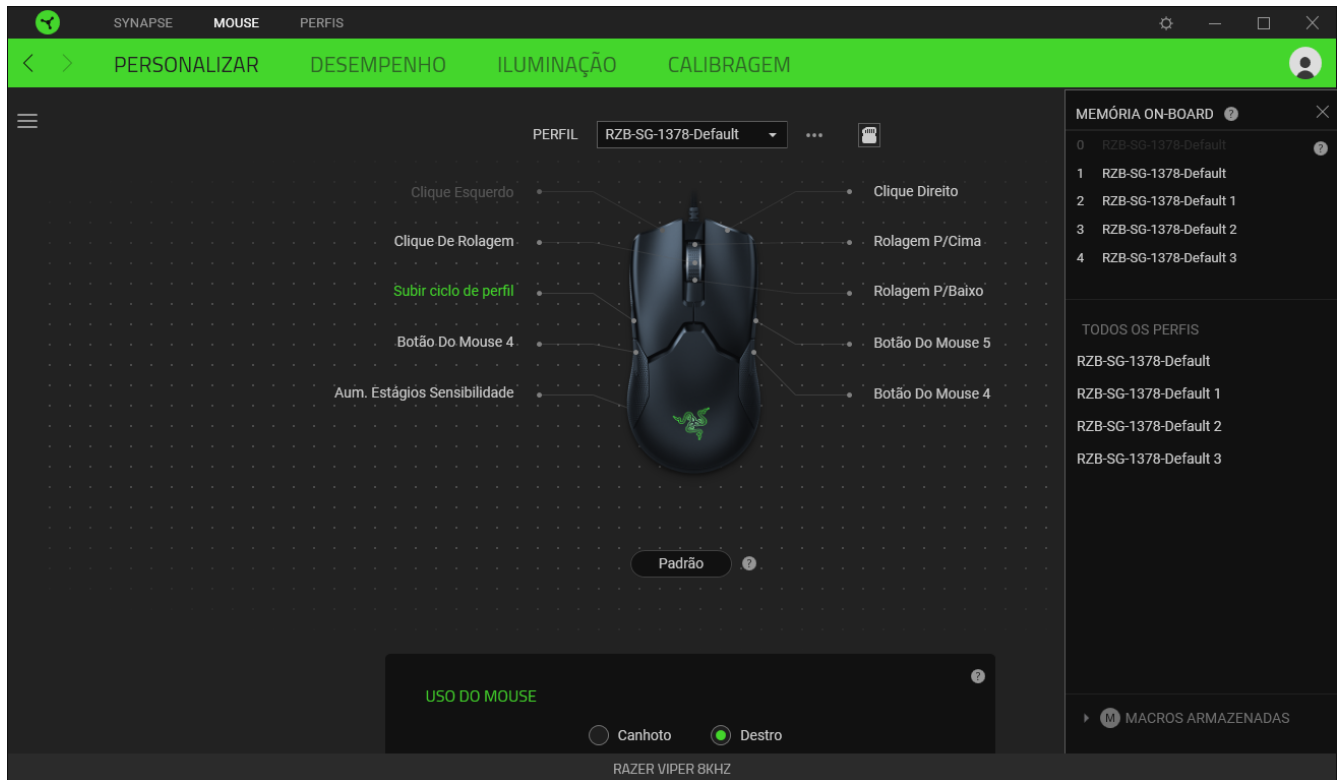 SYNAPSE MOUSE PERFIS
PERSONALIZAR DESEMPENHO ILUMINAÇÃO CALIBRAGEM
PERFIL RZB-SG-1378-Default
Clique Esquerdo
Clique De Rolagem
Subir ciclo de perfil
Botão Do Mouse 4
Aum. Estágios Sensibilidade
Clique Direito
Rolagem P/Cima
Rolagem P/Baixo
Botão Do Mouse 5
Botão Do Mouse 4
Padrão ?
USO DO MOUSE ?
Canhoto Destro
MEMÓRIA ON-BOARD ?
0 RZB-SG-1378-Default ?
1 RZB-SG-1378-Default
2 RZB-SG-1378-Default 1
3 RZB-SG-1378-Default 2
4 RZB-SG-1378-Default 3
TODOS OS PERFIS
RZB-SG-1378-Default
RZB-SG-1378-Default 1
RZB-SG-1378-Default 2
RZB-SG-1378-Default 3
M MACROS ARMAZENADAS
RAZER VIPER 8KHZ